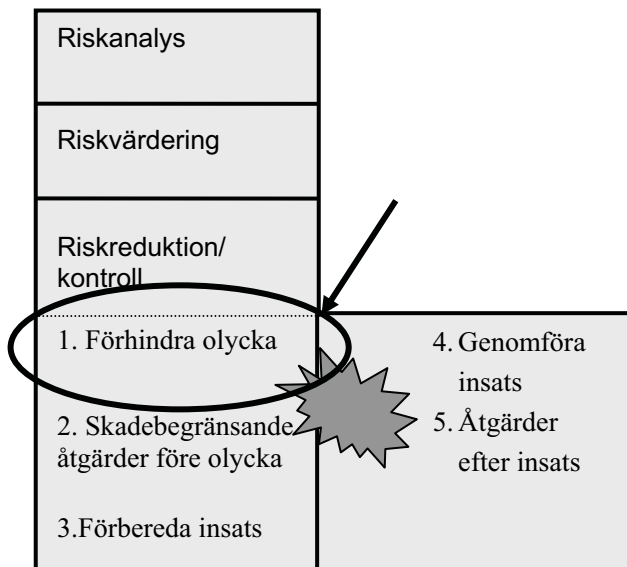 Riskanalys
Riskvärdering
Riskreduktion/
kontroll
1. Förhindra olycka
2. Skadebegränsande
åtgärder före olycka
3.Förbereda insats
4. Genomföra
insats
5. Åtgärder
efter insats